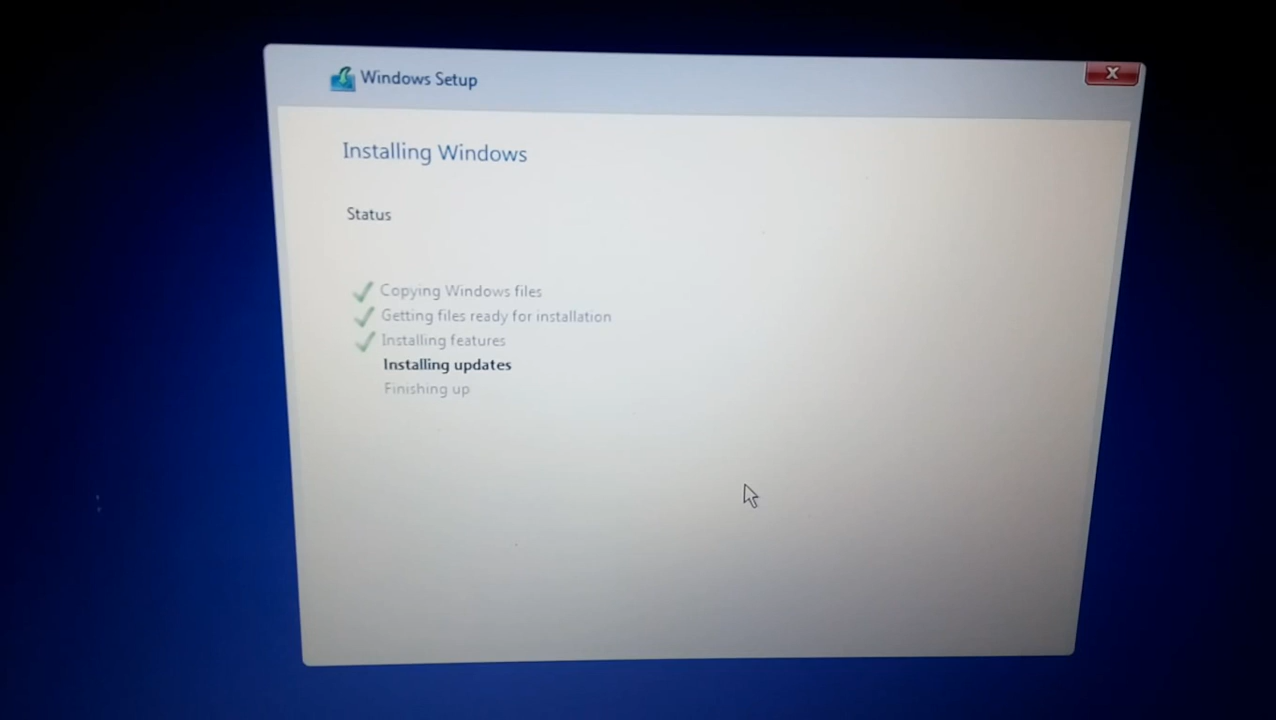 Windows Setup
Installing Windows
Status
Copying Windows files
Getting files ready for installation
Installing features
Installing updates
Finishing up